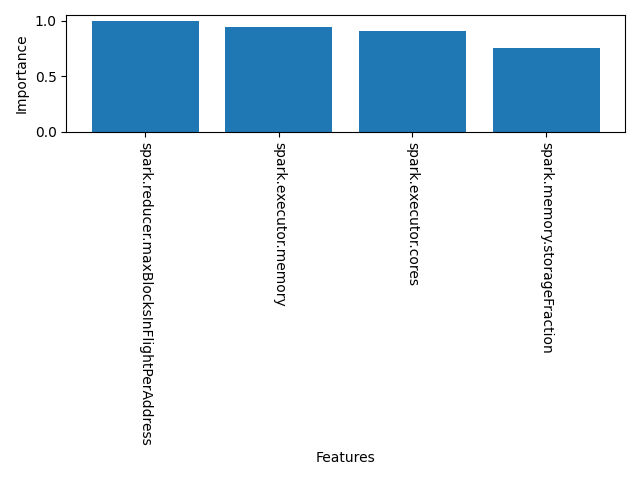 Importance
1.0
0.5
0.0
spark.reducer.maxBlocksInFlightPerAddress
spark.executor.memory
spark.executor.cores
spark.memory.storageFraction
Features